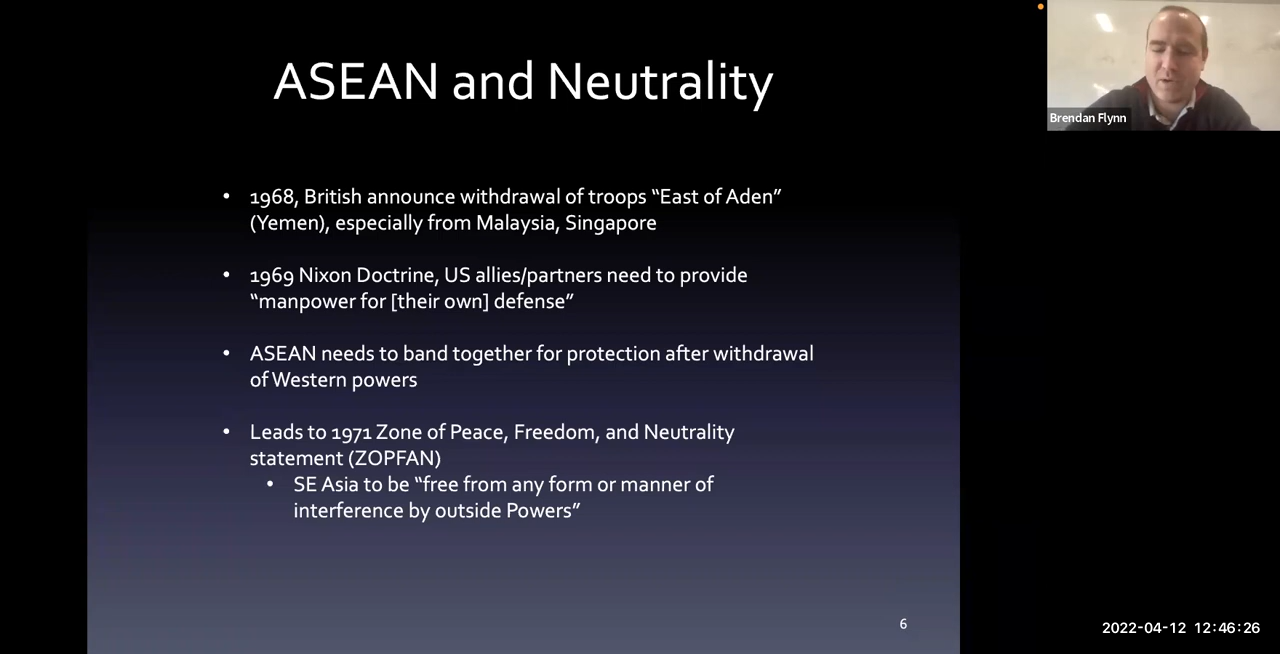 ASEAN and Neutrality
Brendan Flynn
• 1968, British announce withdrawal of troops “East of Aden”
(Yemen), especially from Malaysia, Singapore
• 1969 Nixon Doctrine, US allies/partners need to provide
“manpower for [their own] defense”
• ASEAN needs to band together for protection after withdrawal
of Western powers
• Leads to 1971 Zone of Peace, Freedom, and Neutrality
statement (ZOPFAN)
• SE Asia to be “free from any form or manner of
interference by outside Powers”
6
2022-04-12 12:46:26